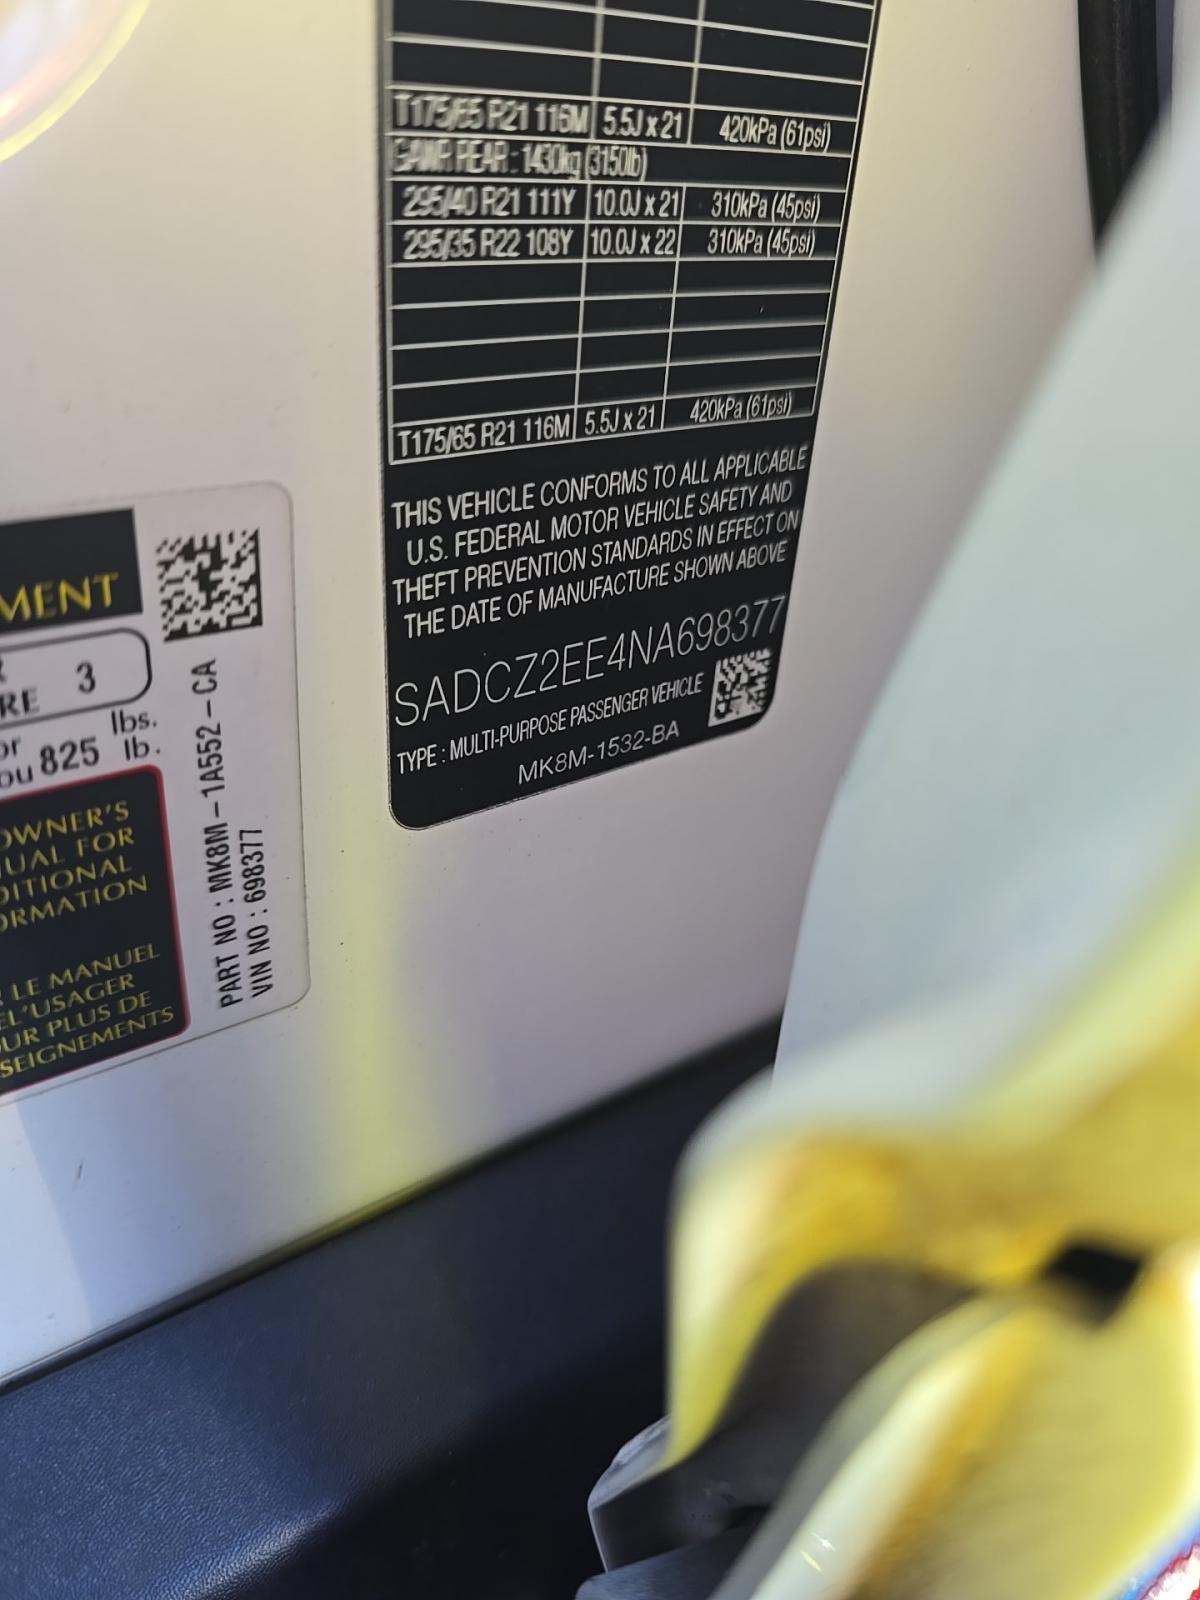 T175/65 R21 116M 5.5J x 21 420kPa (61psi)
GAWR REAR : 1430kg (3150lb)
295/40 R21 111Y 10.0J x 21 310kPa (45psi)
295/35 R22 108Y 10.0J x 22 310kPa (45psi)
T175/65 R21 116M 5.5J x 21 420kPa (61psi)
THIS VEHICLE CONFORMS TO ALL APPLICABLE
U.S. FEDERAL MOTOR VEHICLE SAFETY AND
THEFT PREVENTION STANDARDS IN EFFECT ON
THE DATE OF MANUFACTURE SHOWN ABOVE
SADCZ2EE4NA698377
TYPE : MULTI-PURPOSE PASSENGER VEHICLE
MK8M-1532-BA
MENT
R
RE 3
lbs.
or
ou 825 lb.
OWNER'S
UAL FOR
DITIONAL
ORMATION
LE MANUEL
EL'USAGER
UR PLUS DE
SEIGNEMENTS
PART NO : MK8M - 1A552 - CA
VIN NO : 698377